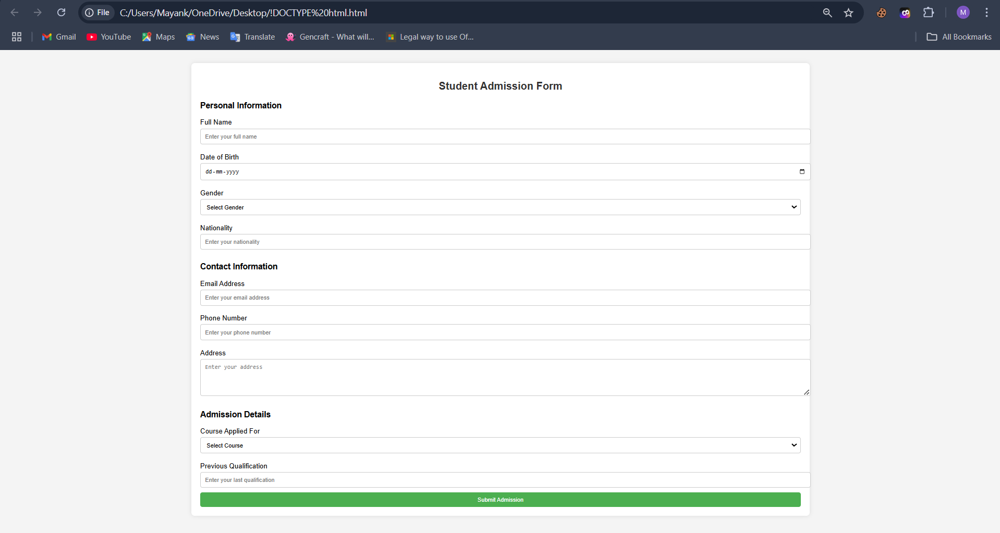 File C:/Users/Mayank/OneDrive/Desktop/!DOCTYPE%20html.html M
Gmail YouTube Maps News Translate Gencraft - What will... Legal way to use Of... All Bookmarks
Student Admission Form
Personal Information
Full Name
Enter your full name
Date of Birth
dd-mm-yyyy
Gender
Select Gender
Nationality
Enter your nationality
Contact Information
Email Address
Enter your email address
Phone Number
Enter your phone number
Address
Enter your address
Admission Details
Course Applied For
Select Course
Previous Qualification
Enter your last qualification
Submit Admission